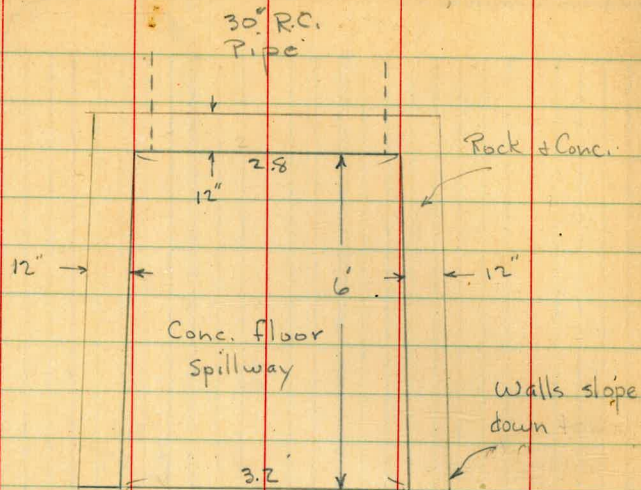 30" R.C.
Pipe
Rock & Conc.
2.8
12"
12"
6'
12"
Conc. floor
Spillway
Walls slope
down
3.2